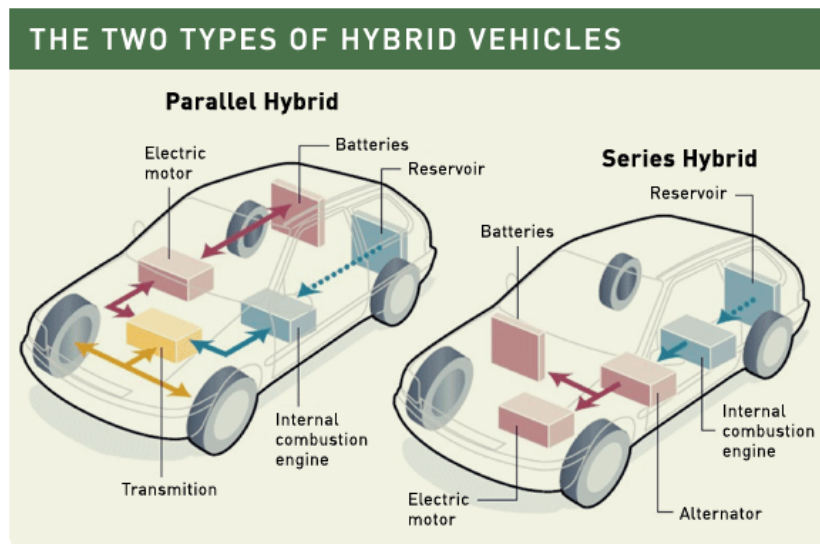 THE TWO TYPES OF HYBRID VEHICLES
Parallel Hybrid
Electric
motor
Batteries
Reservoir
Internal
combustion
engine
Transmition
Series Hybrid
Reservoir
Batteries
Internal
combustion
engine
Electric
motor
Alternator